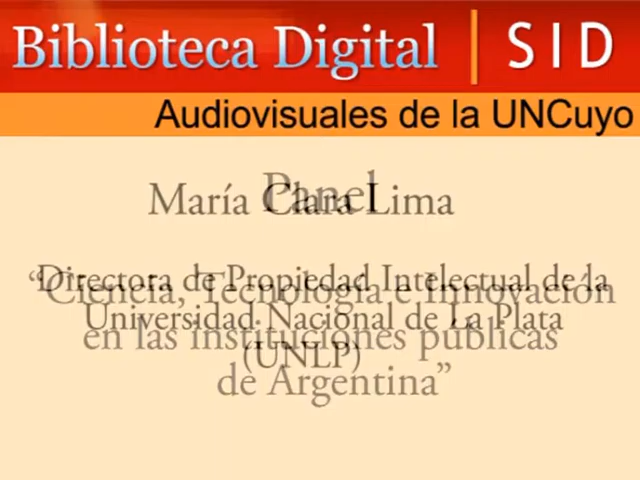 Biblioteca Digital | SID
Audiovisuales de la UNCuyo
Panel
"Ciencia, Tecnología e Innovación
en las instituciones públicas
de Argentina"
María Clara Lima
Directora de Propiedad Intelectual de la
Universidad Nacional de La Plata
(UNLP)